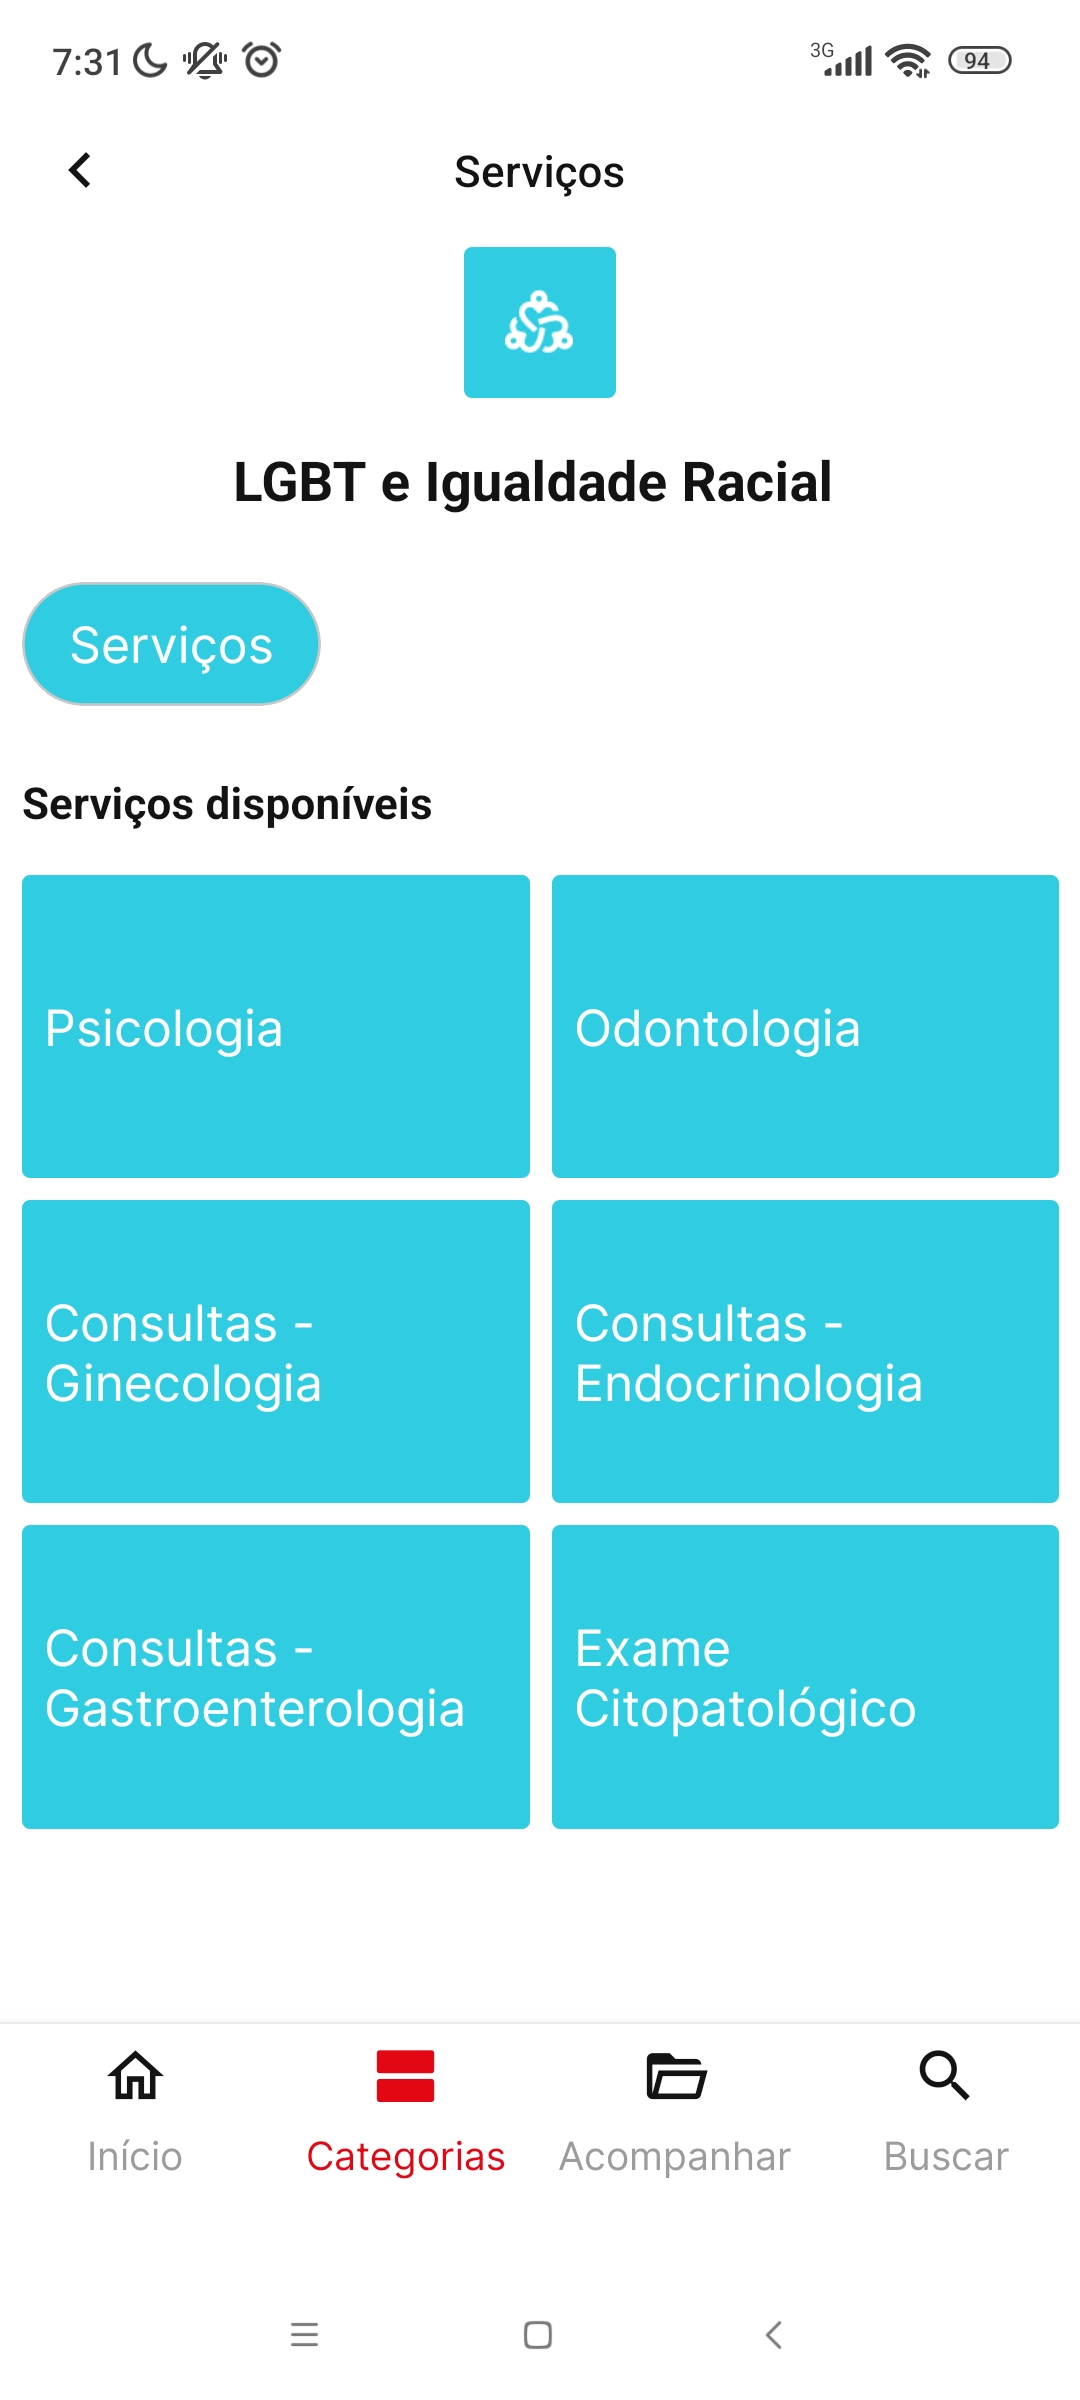 7:31
3G
94
Serviços
LGBT e Igualdade Racial
Serviços
Serviços disponíveis
Psicologia
Odontologia
Consultas -
Ginecologia
Consultas -
Endocrinologia
Consultas -
Gastroenterologia
Exame
Citopatológico
Início
Categorias
Acompanhar
Buscar